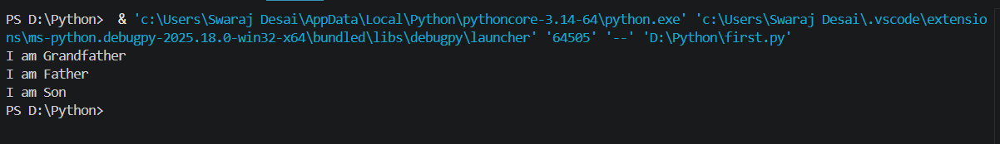 PS D:\Python>  & 'c:\Users\Swaraj Desai\AppData\Local\Python\pythoncore-3.14-64\python.exe' 'c:\Users\Swaraj Desai\.vscode\extensio
ns\ms-python.debugpy-2025.18.0-win32-x64\bundled\libs\debugpy\launcher' '64505' '--' 'D:\Python\first.py'
I am Grandfather
I am Father
I am Son
PS D:\Python>